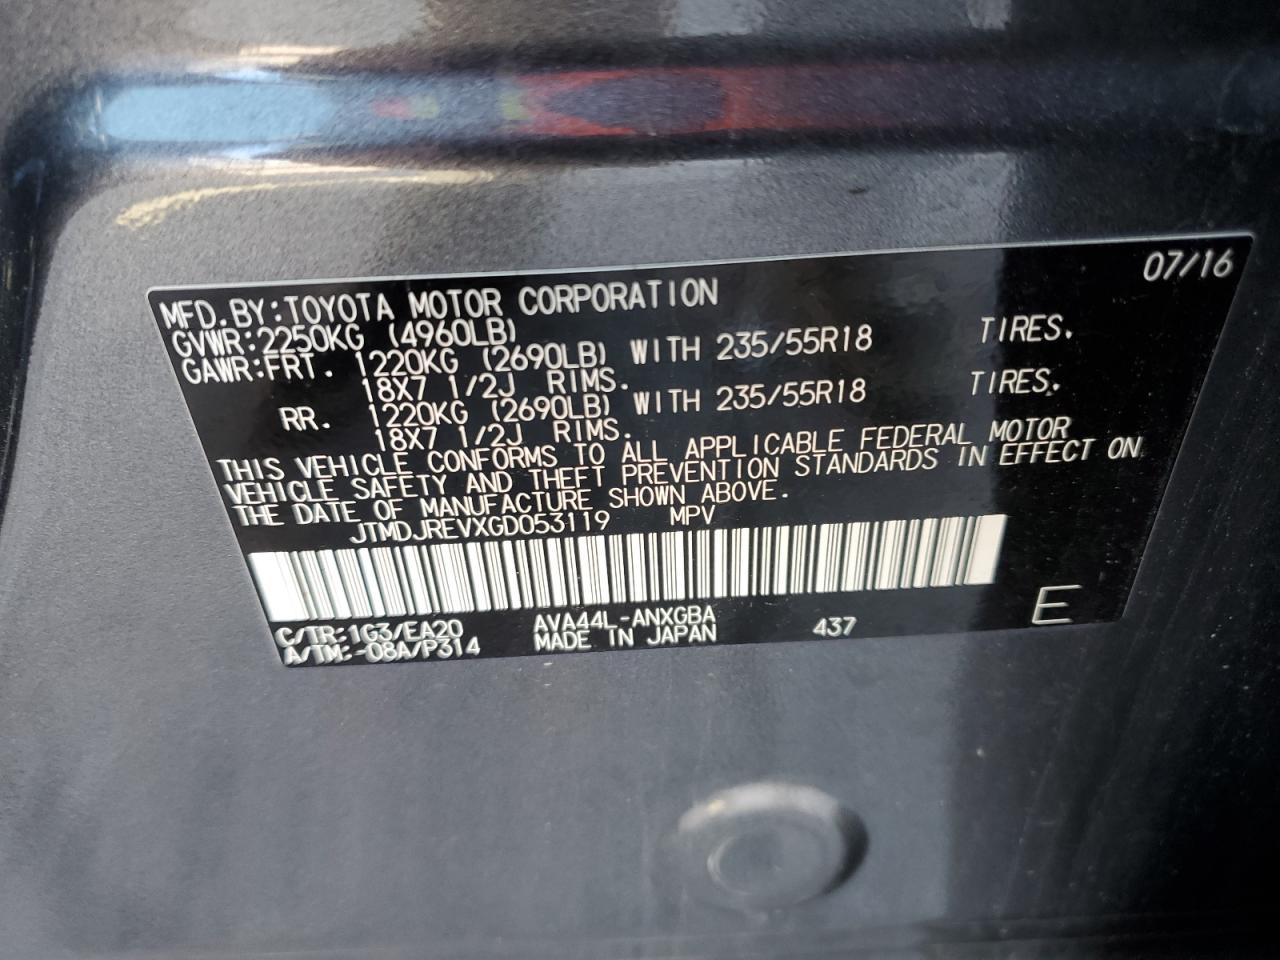 07/16
MFD.BY:TOYOTA MOTOR CORPORATION
GVWR:2250KG (4960LB)
GAWR:FRT. 1220KG (2690LB) WITH 235/55R18 TIRES.
18X7 1/2J RIMS.
RR. 1220KG (2690LB) WITH 235/55R18 TIRES.
18X7 1/2J RIMS.
THIS VEHICLE CONFORMS TO ALL APPLICABLE FEDERAL MOTOR
VEHICLE SAFETY AND THEFT PREVENTION STANDARDS IN EFFECT ON
THE DATE OF MANUFACTURE SHOWN ABOVE.
JTMDJREVXGD053119 MPV
C/TR:1G3/EA20 AVA44L-ANXGBA 437 E
A/TM:-08A/P314 MADE IN JAPAN